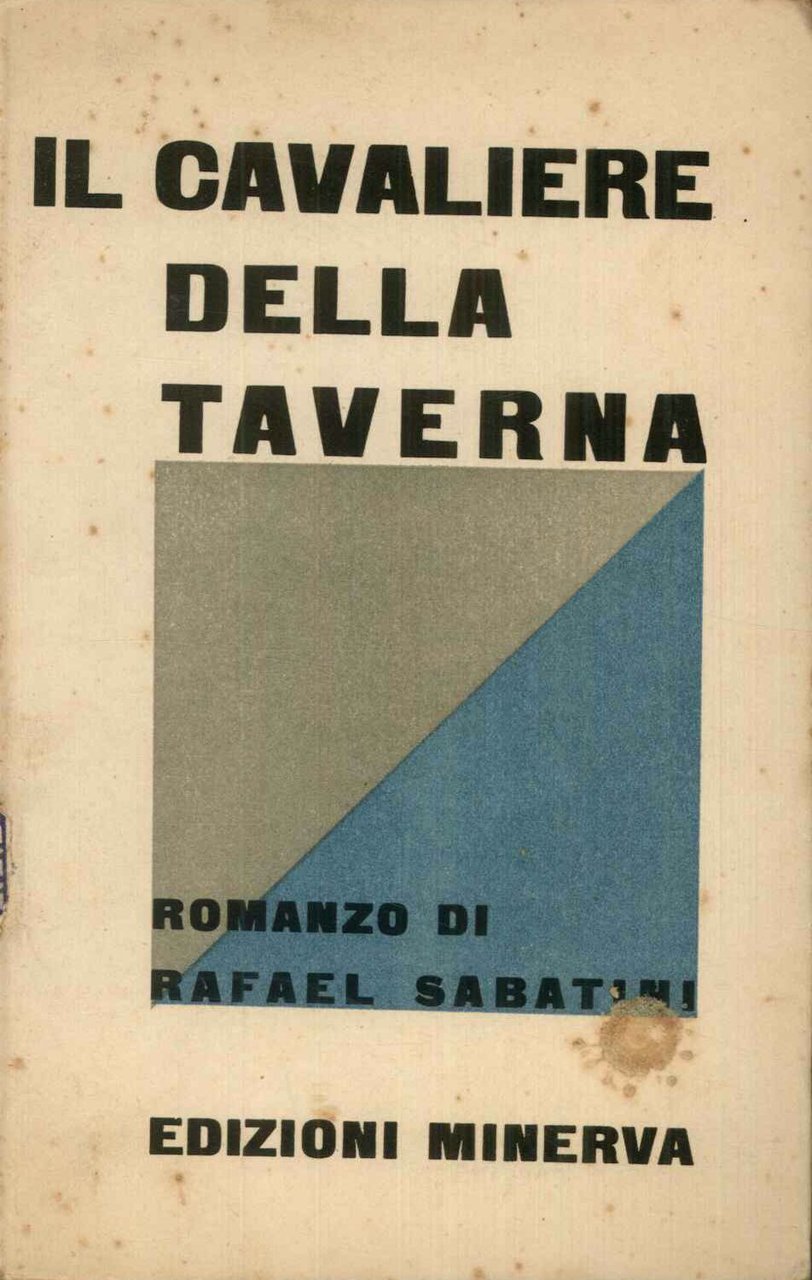 IL CAVALIERE
DELLA
TAVERNA
ROMANZO DI
RAFAEL SABATINI
EDIZIONI MINERVA